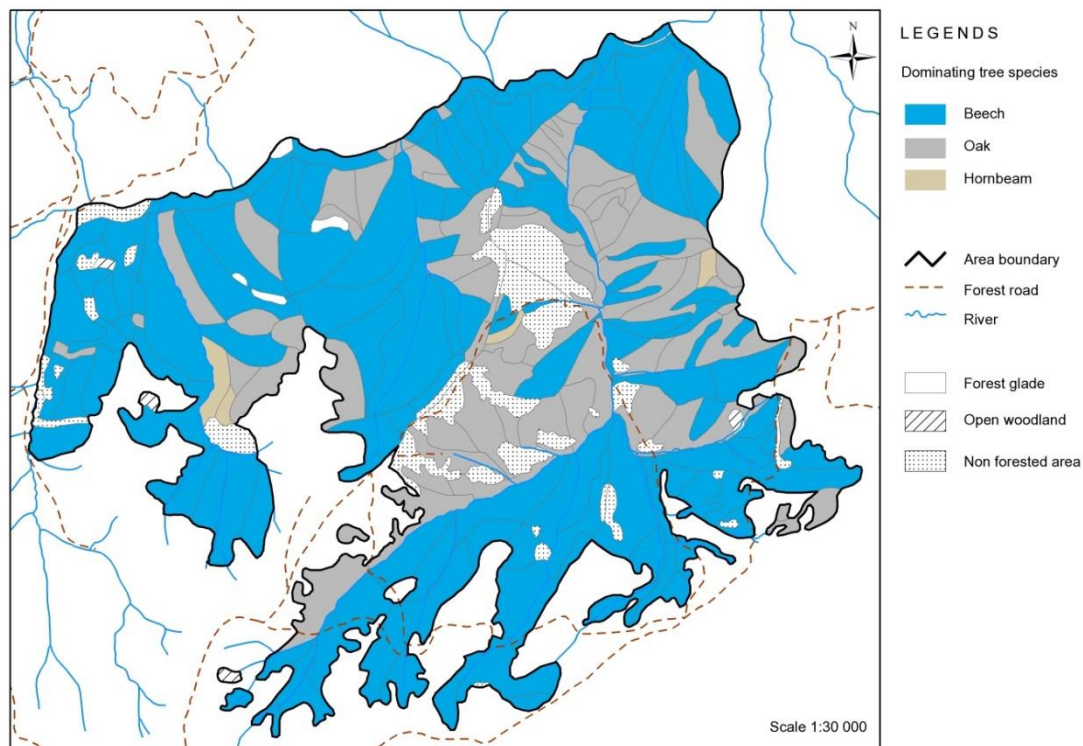 N
LEGENDS
Dominating tree species
Beech
Oak
Hornbeam
Area boundary
Forest road
River
Forest glade
Open woodland
Non forested area
Scale 1:30 000